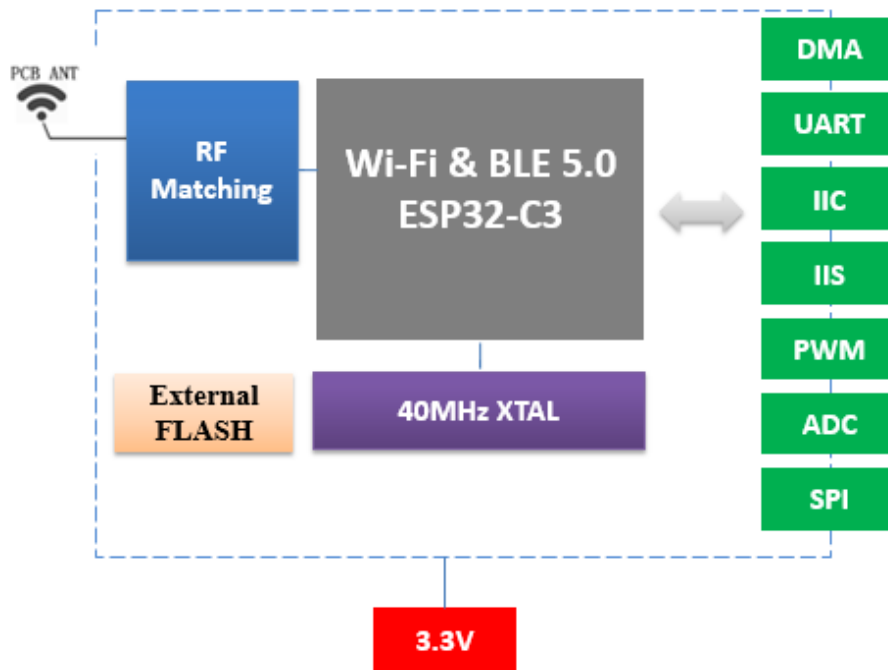 PCB ANT
RF
Matching
Wi-Fi & BLE 5.0
ESP32-C3
External
FLASH
40MHz XTAL
DMA
UART
IIC
IIS
PWM
ADC
SPI
3.3V